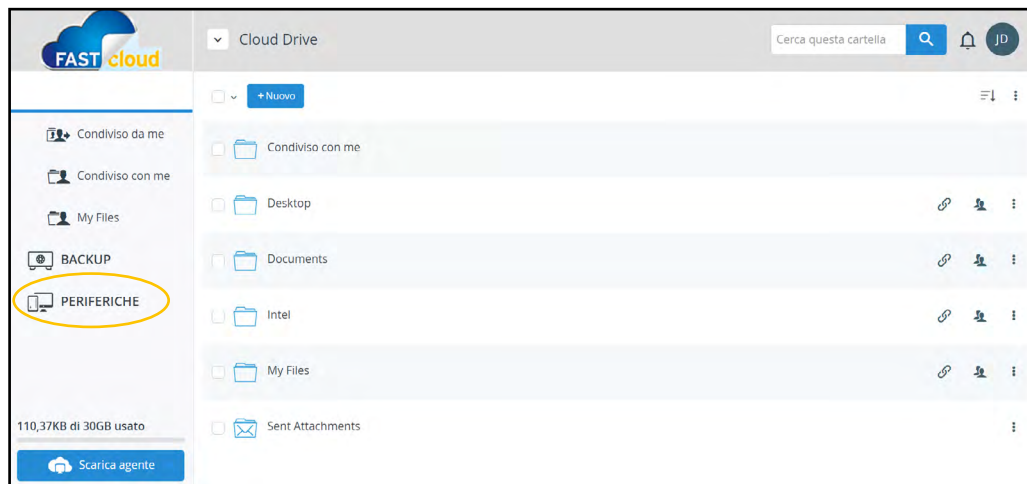 FAST cloud
Cloud Drive
Cerca questa cartella
JD
+Nuovo
Condiviso da me
Condiviso con me
My Files
BACKUP
PERIFERICHE
110,37KB di 30GB usato
Scarica agente
Condiviso con me
Desktop
Documents
Intel
My Files
Sent Attachments